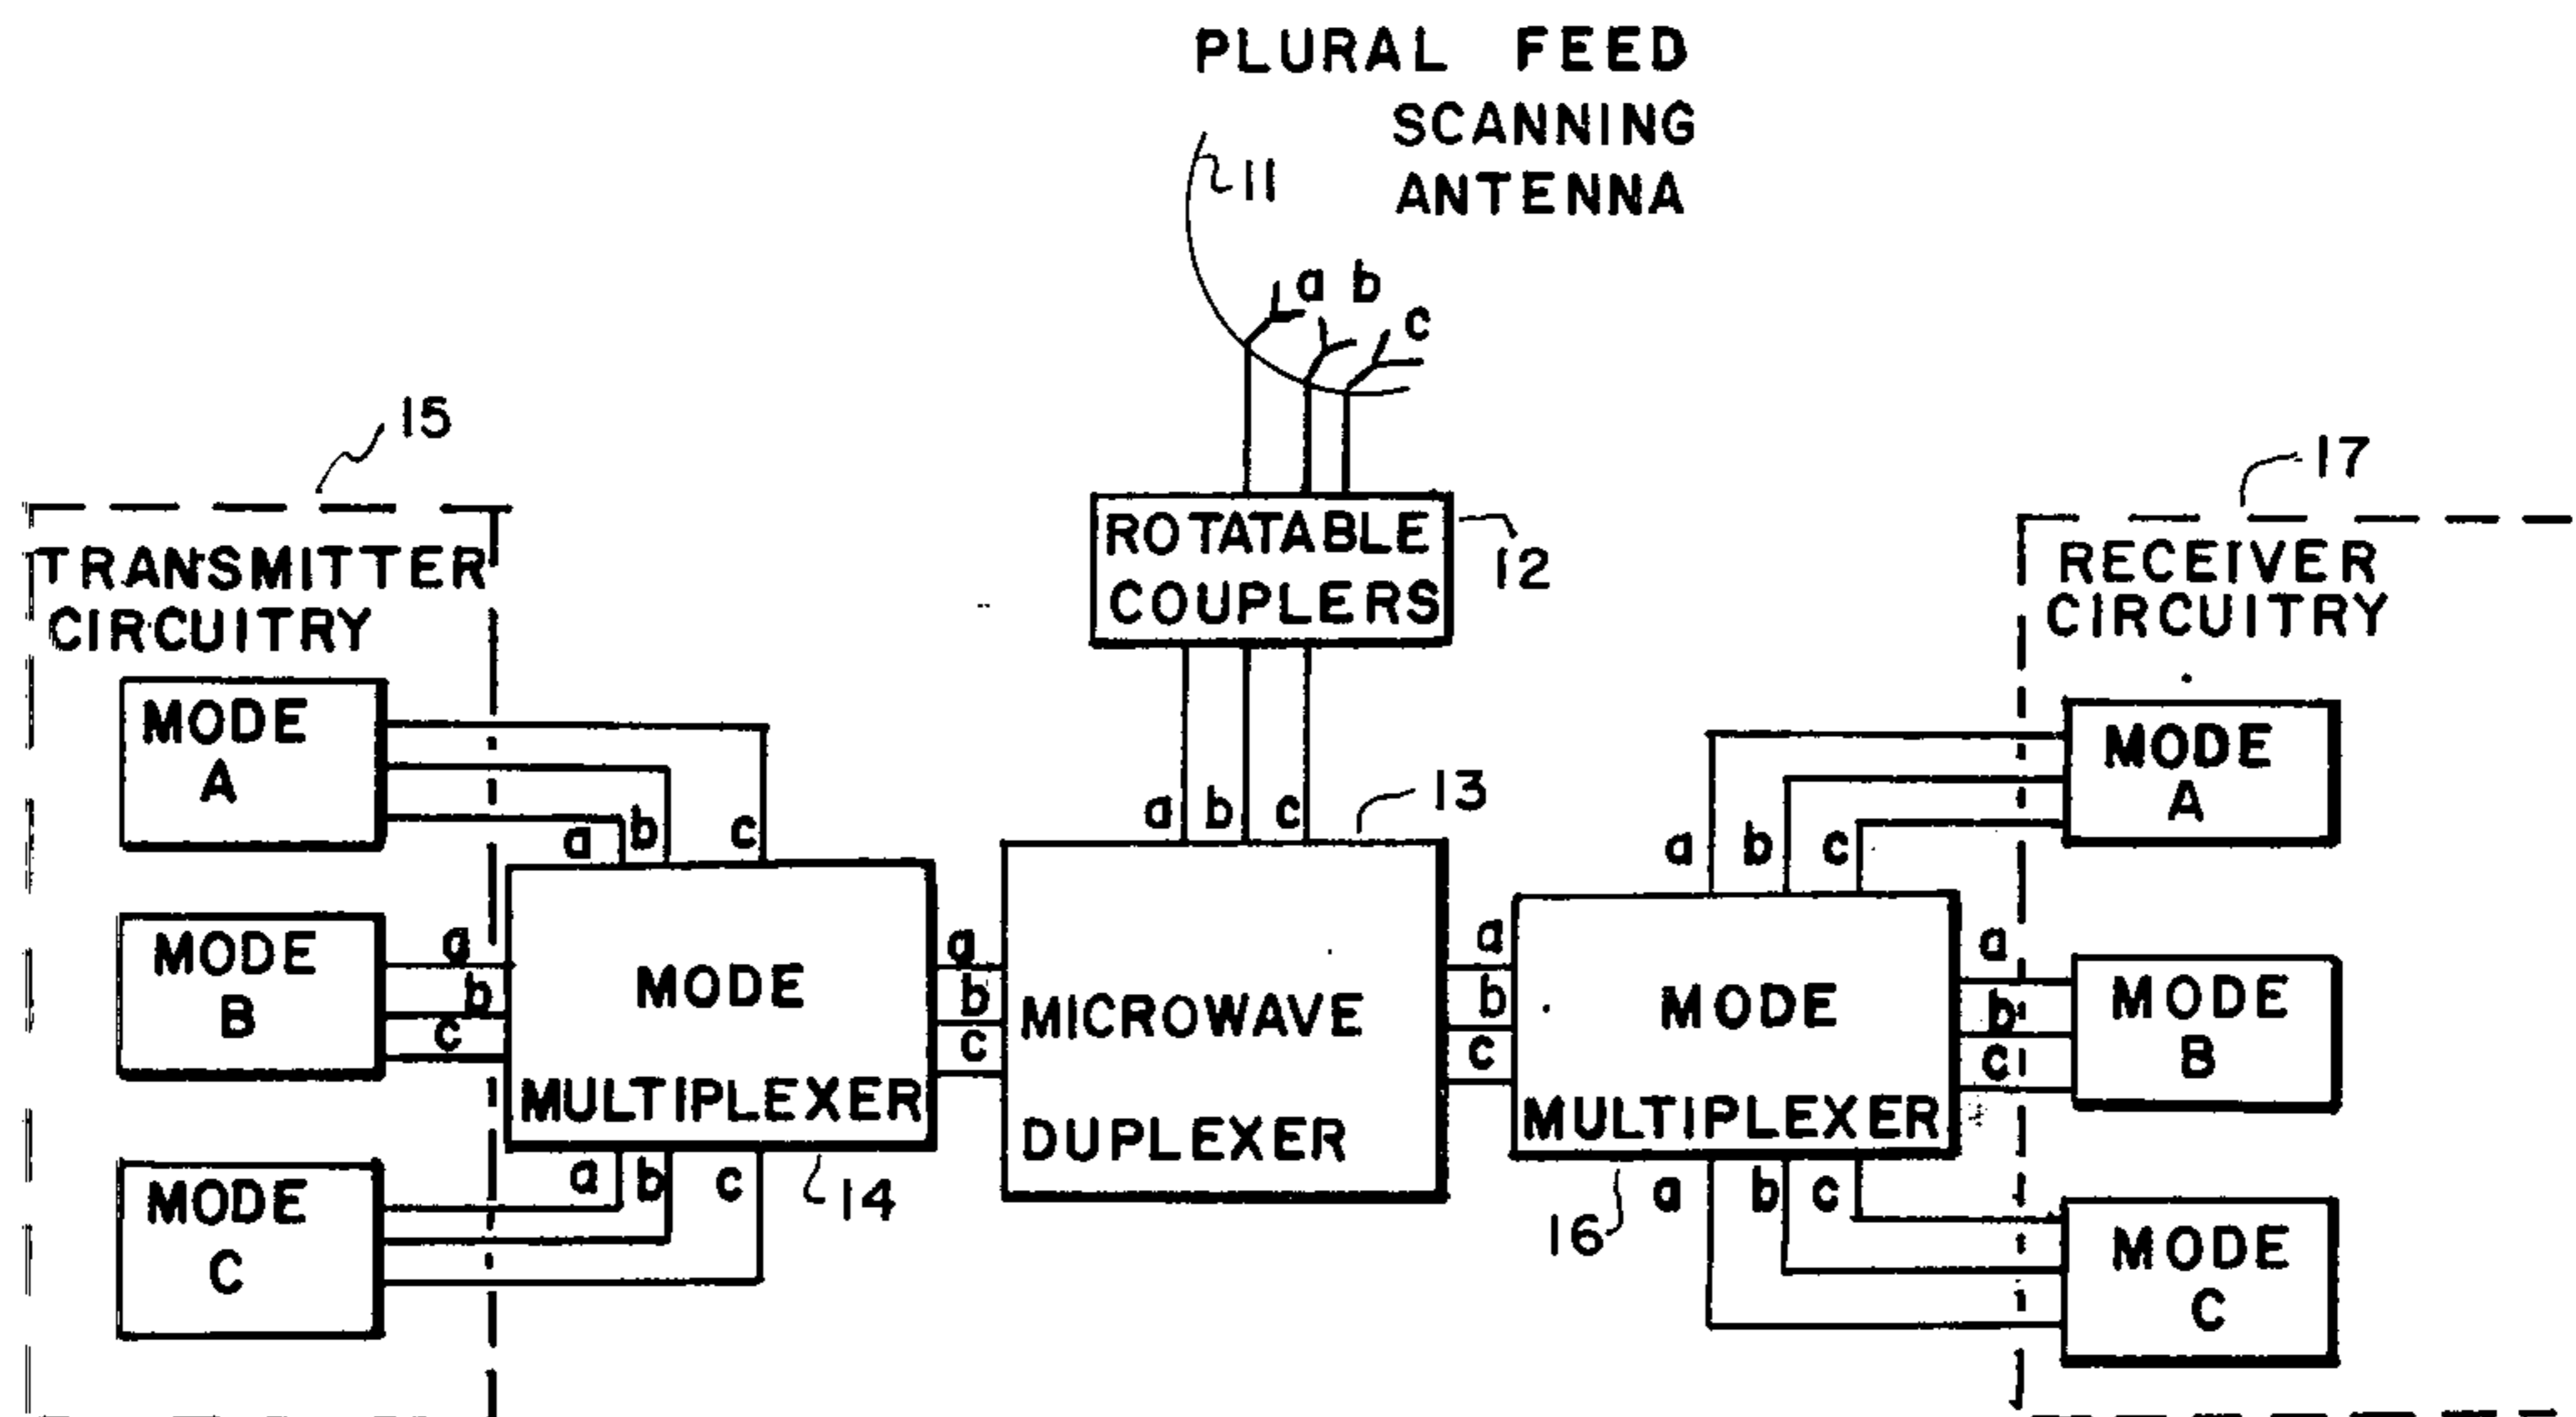 PLURAL FEED
SCANNING
ANTENNA
11
a b
c
15
17
ROTATABLE
COUPLERS
12
TRANSMITTER
CIRCUITRY
RECEIVER
CIRCUITRY
MODE
A
a b c
a b c
13
a b c
MODE
A
MODE
B
a
b
c
MODE
MULTIPLEXER
a
b
c
MICROWAVE
DUPLEXER
a
b
c
MODE
MULTIPLEXER
a
b
c
MODE
B
MODE
C
a b c
14
16
a b c
MODE
C